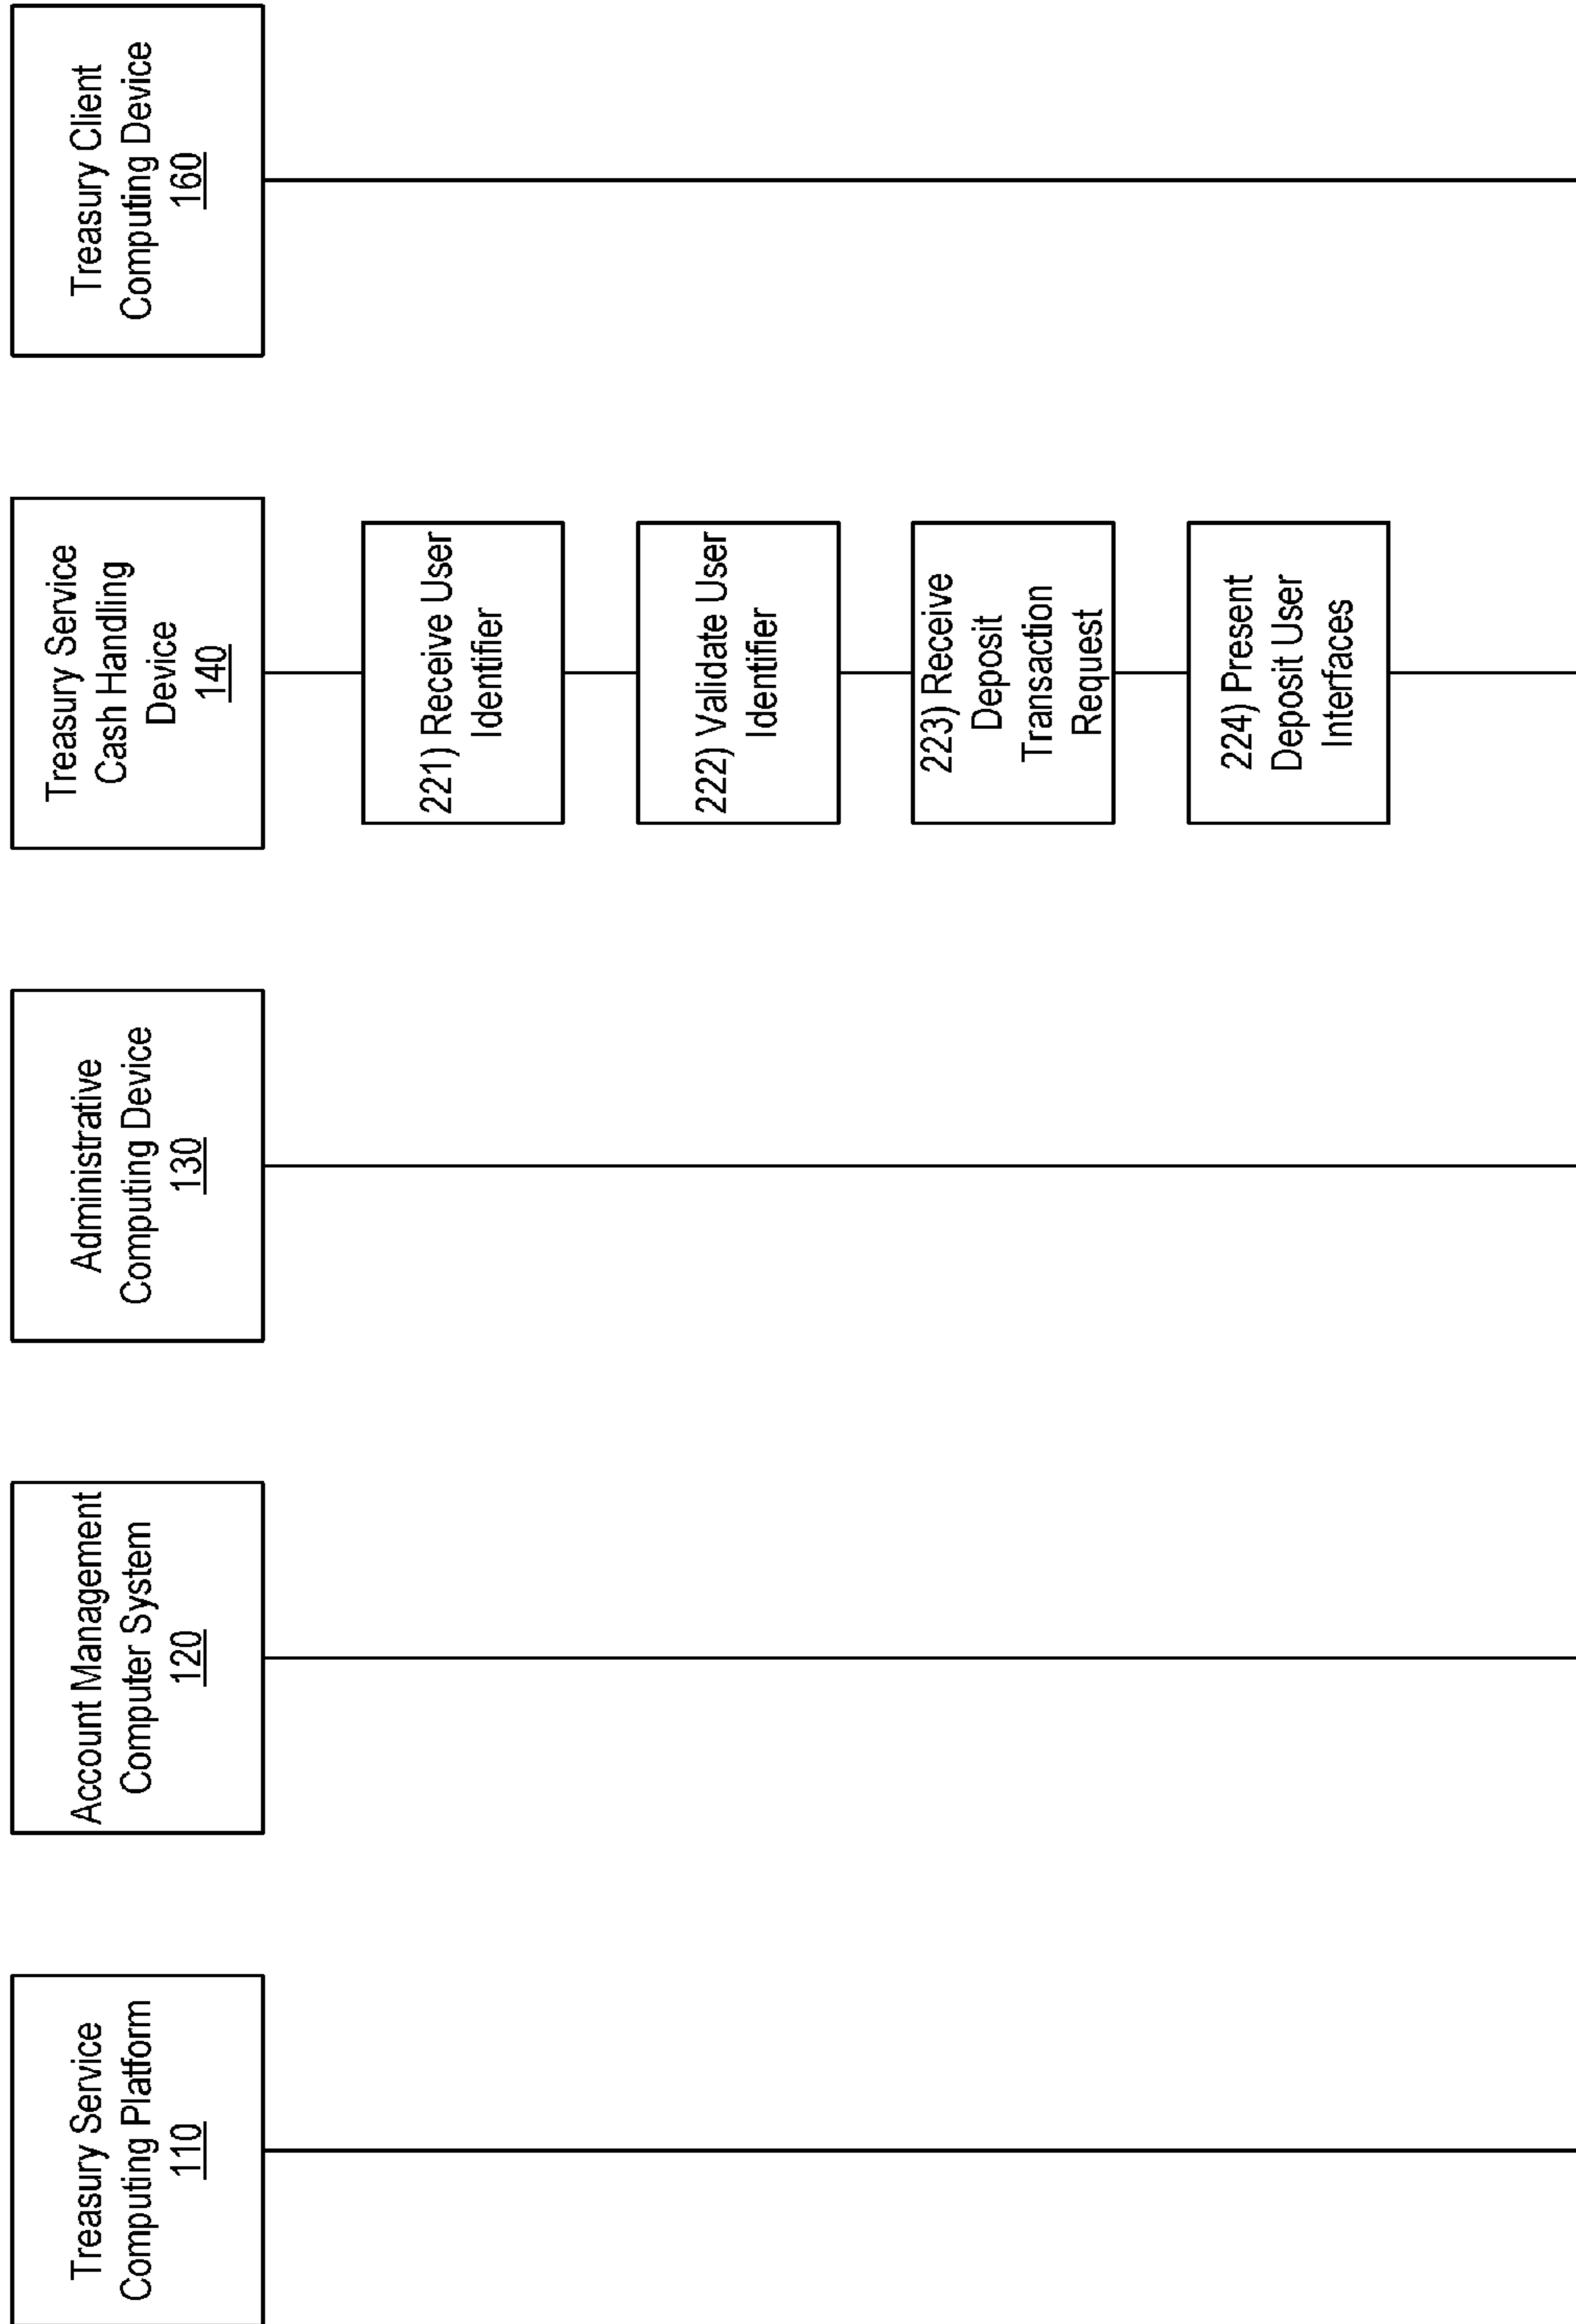 Treasury Service
Computing Platform
110
Account Management
Computer System
120
Administrative
Computing Device
130
Treasury Service
Cash Handling
Device
140
Treasury Client
Computing Device
160
221) Receive User
Identifier
222) Validate User
Identifier
223) Receive
Deposit
Transaction
Request
224) Present
Deposit User
Interfaces